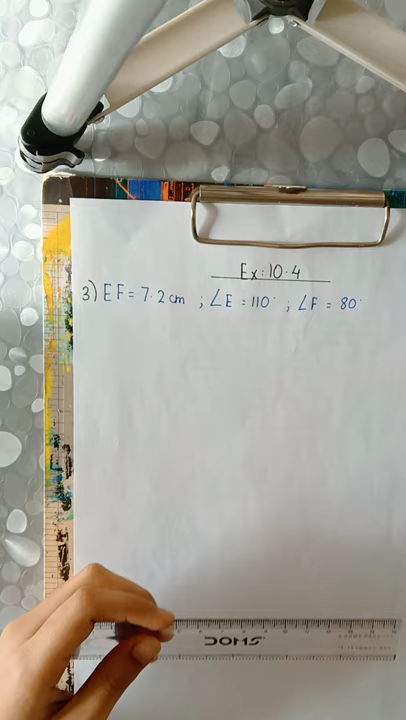 Ex:10.4
3) EF = 7.2 cm ; ∠E = 110° ; ∠F = 80°
DOMS